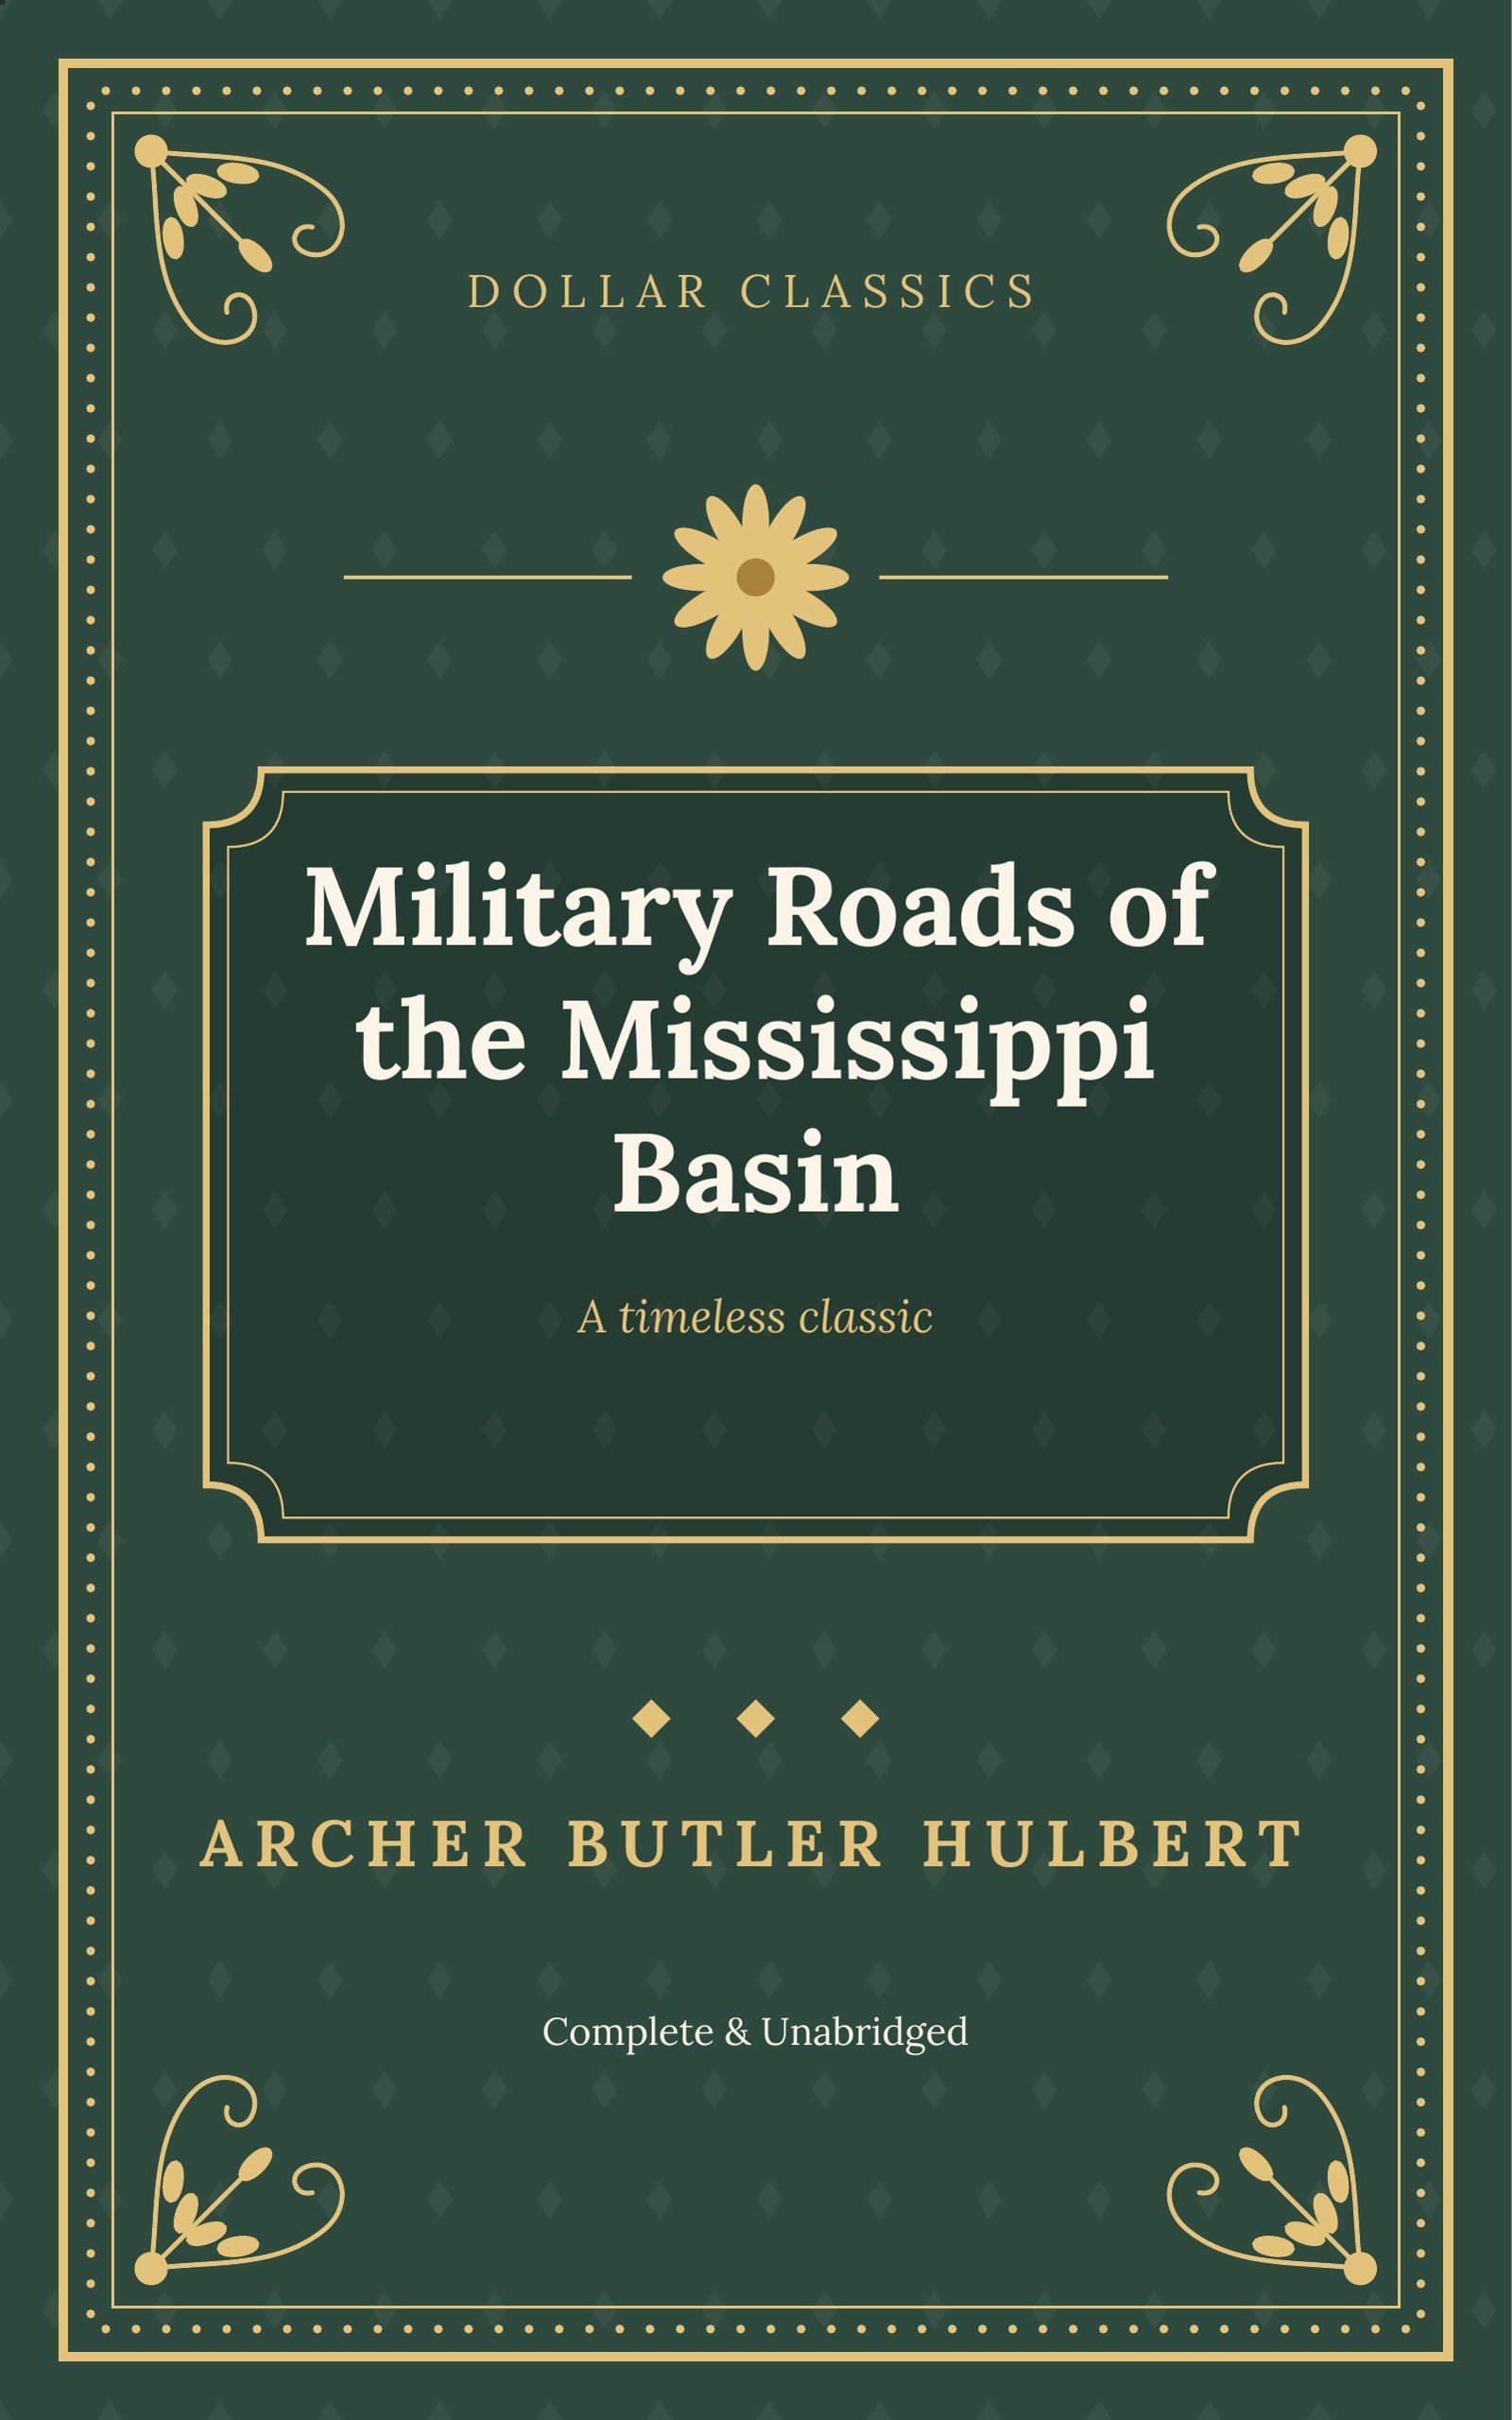 DOLLAR CLASSICS
Military Roads of
the Mississippi
Basin
A timeless classic
ARCHER BUTLER HULBERT
Complete & Unabridged